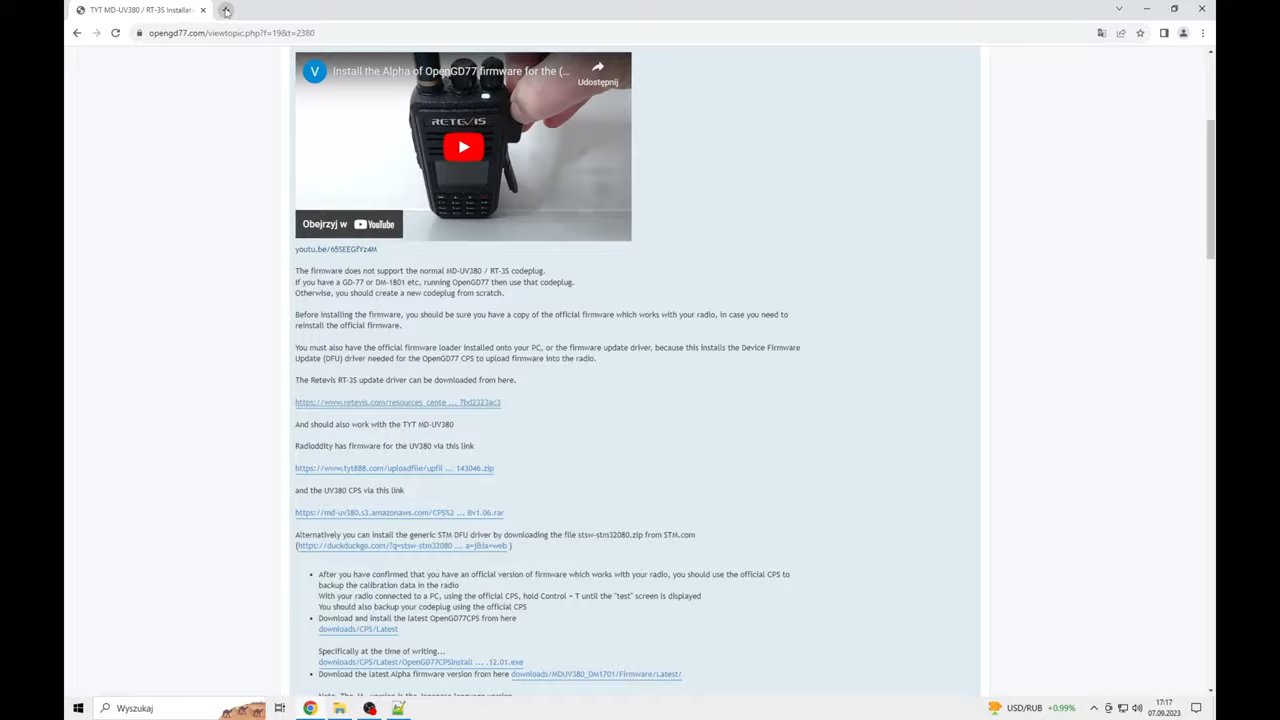 TYT MD-UV380 / RT-3S Installat
opengd77.com/viewtopic.php?f=19&t=2380
V
Install the Alpha of OpenGD77 firmware for the (...
Udostępnij
RETEVIS
Obejrzyj w YouTube
youtu.be/655EEGfYz4M
The firmware does not support the normal MD-UV380 / RT-3S codeplug.
If you have a GD-77 or DM-1801 etc, running OpenGD77 then use that codeplug.
Otherwise, you should create a new codeplug from scratch.
Before installing the firmware, you should be sure you have a copy of the official firmware which works with your radio, in case you need to
reinstall the official firmware.
You must also have the official firmware loader installed onto your PC, or the firmware update driver, because this installs the Device Firmware
Update (DFU) driver needed for the OpenGD77 CPS to upload firmware into the radio.
The Retevis RT-3S update driver can be downloaded from here.
https://www.retevis.com/resources_cente ... 7bd2323ac3
And should also work with the TYT MD-UV380
Radioddity has firmware for the UV380 via this link
https://www.tyt888.com/uploadfile/upfil ... 143046.zip
and the UV380 CPS via this link
https://md-uv380.s3.amazonaws.com/CPS%2 ... Bv1.06.rar
Alternatively you can install the generic STM DFU driver by downloading the file stsw-stm32080.zip from STM.com
(https://duckduckgo.com/?q=stsw-stm32080 ... a=j&ia=web )
• After you have confirmed that you have an official version of firmware which works with your radio, you should use the official CPS to
backup the calibration data in the radio
With your radio connected to a PC, using the official CPS, hold Control + T until the "test" screen is displayed
You should also backup your codeplug using the official CPS
• Download and install the latest OpenGD77CPS from here
downloads/CPS/Latest
Specifically at the time of writing...
downloads/CPS/Latest/OpenGD77CPSInstall ... .12.01.exe
• Download the latest Alpha firmware version from here downloads/MDUV380_DM1701/Firmware/Latest/
Note. The JA version is the Japanese language version
Wyszukaj
USD/RUB +0.99%
17:17
07.09.2023